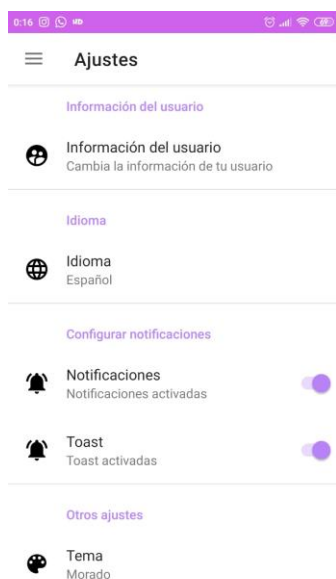 0:16
Ajustes
Información del usuario
Información del usuario
Cambia la información de tu usuario
Idioma
Idioma
Español
Configurar notificaciones
Notificaciones
Notificaciones activadas
Toast
Toast activadas
Otros ajustes
Tema
Morado